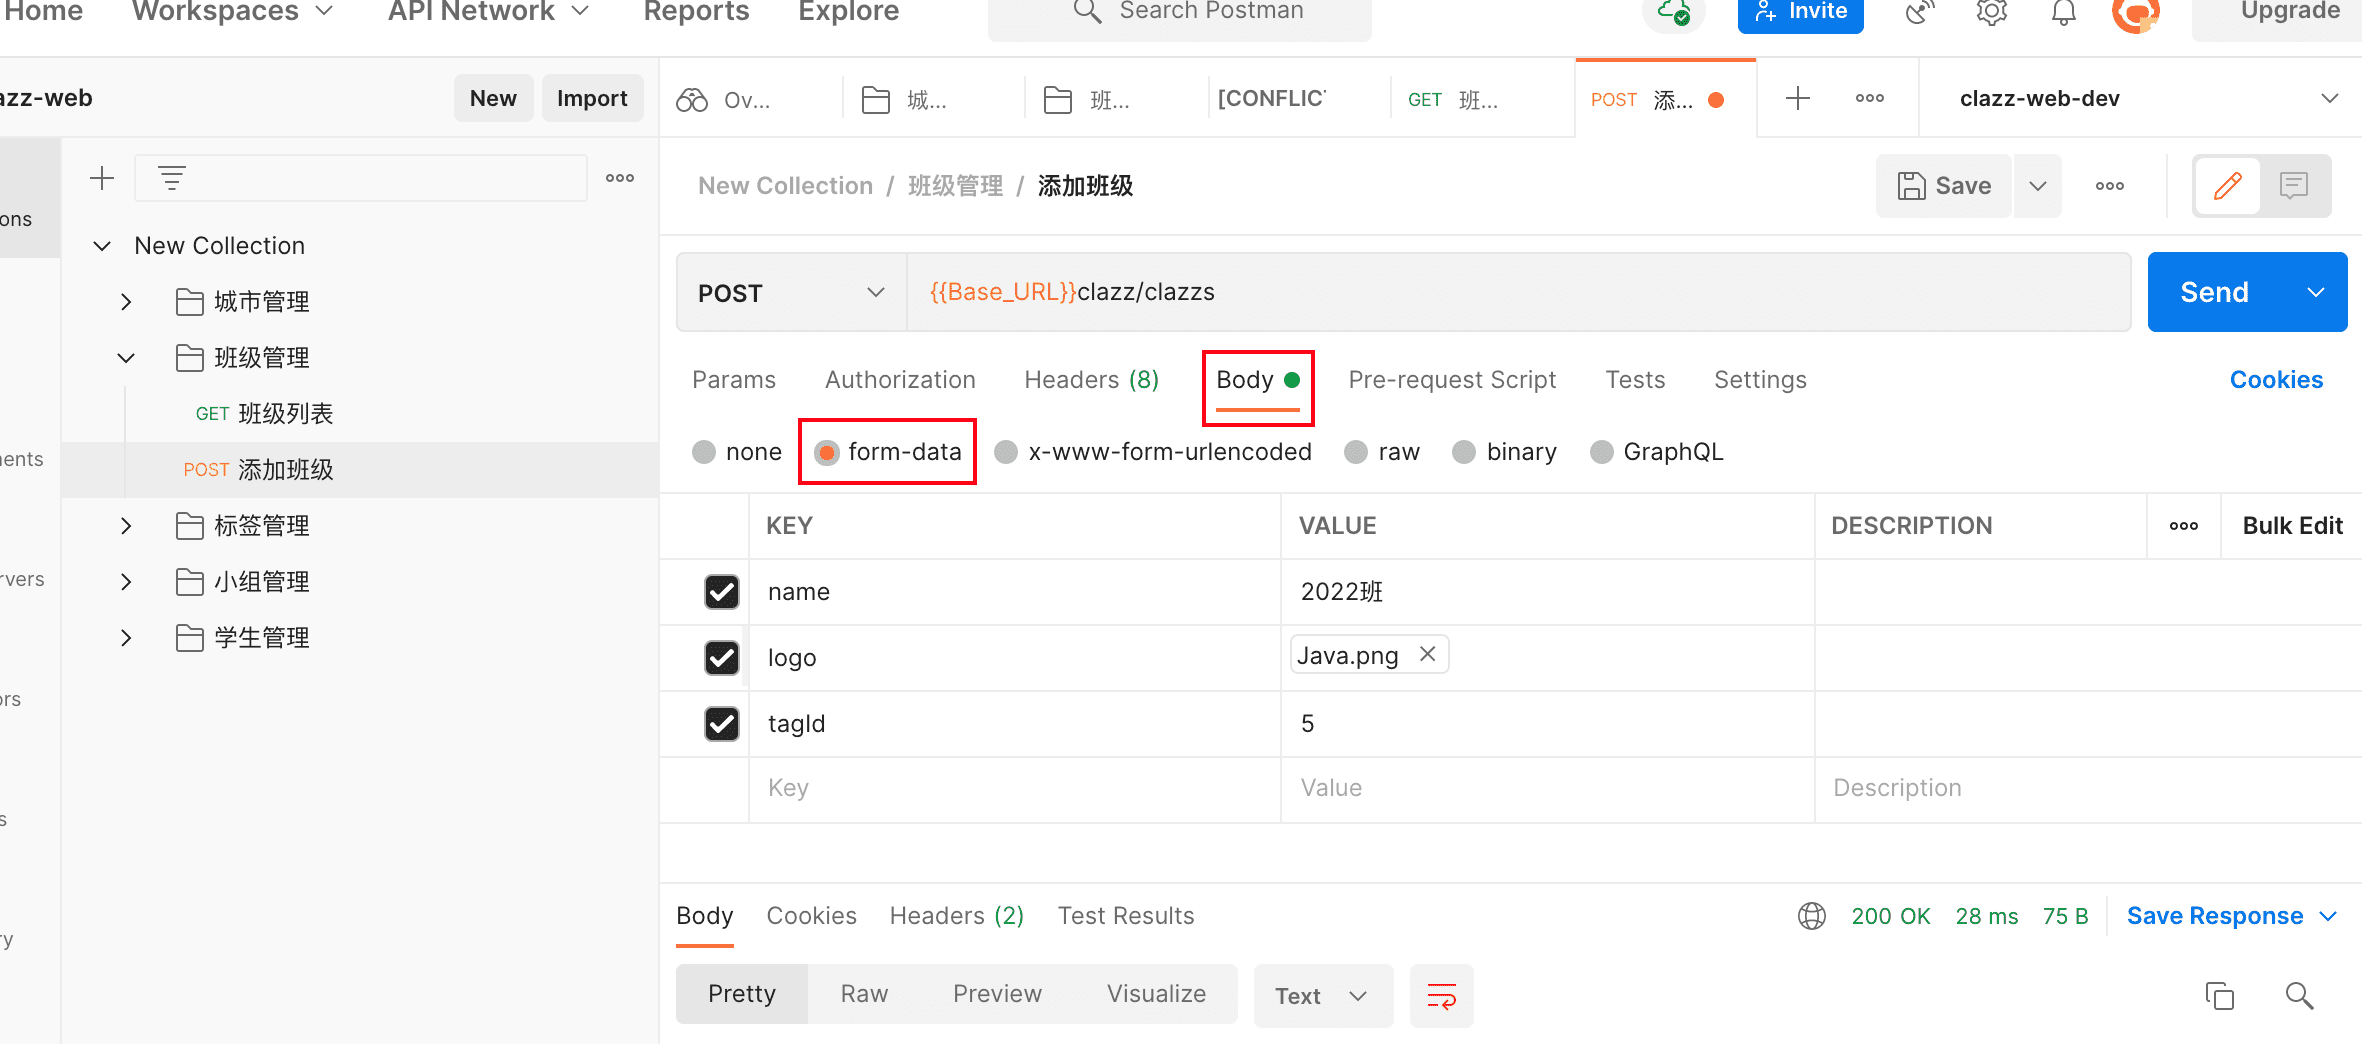 Home Workspaces API Network Reports Explore Search Postman Invite Upgrade
azz-web New Import Ov... 城... 班... [CONFLIC GET 班... POST 添... clazz-web-dev
New Collection / 班级管理 / 添加班级 Save
ons
New Collection
城市管理
班级管理
GET 班级列表
POST 添加班级
标签管理
小组管理
学生管理
ents
rvers
ors
s
ry
POST {{Base_URL}}clazz/clazzs Send
Params Authorization Headers (8) Body Pre-request Script Tests Settings Cookies
none form-data x-www-form-urlencoded raw binary GraphQL
KEY VALUE DESCRIPTION Bulk Edit
name 2022班
logo Java.png
tagId 5
Key Value Description
Body Cookies Headers (2) Test Results 200 OK 28 ms 75 B Save Response
Pretty Raw Preview Visualize Text